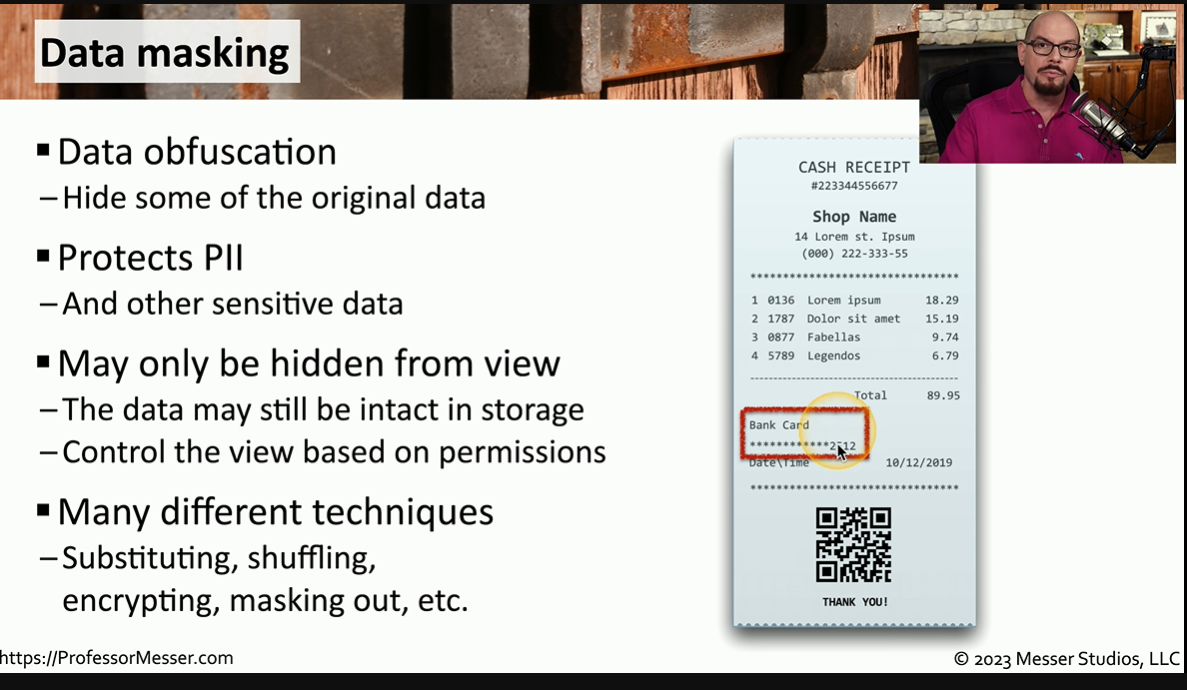 Data masking
▪ Data obfuscation
– Hide some of the original data
▪ Protects PII
– And other sensitive data
▪ May only be hidden from view
– The data may still be intact in storage
– Control the view based on permissions
▪ Many different techniques
– Substituting, shuffling,
encrypting, masking out, etc.
CASH RECEIPT
#223344556677
Shop Name
14 Lorem st. Ipsum
(000) 222-333-55
********************************
1 0136 Lorem ipsum 18.29
2 1787 Dolor sit amet 15.19
3 0877 Fabellas 9.74
4 5789 Legendos 6.79
--------------------------------
Total 89.95
Bank Card
************
Date\Time 10/12/2019
********************************
THANK YOU!
https://ProfessorMesser.com
© 2023 Messer Studios, LLC